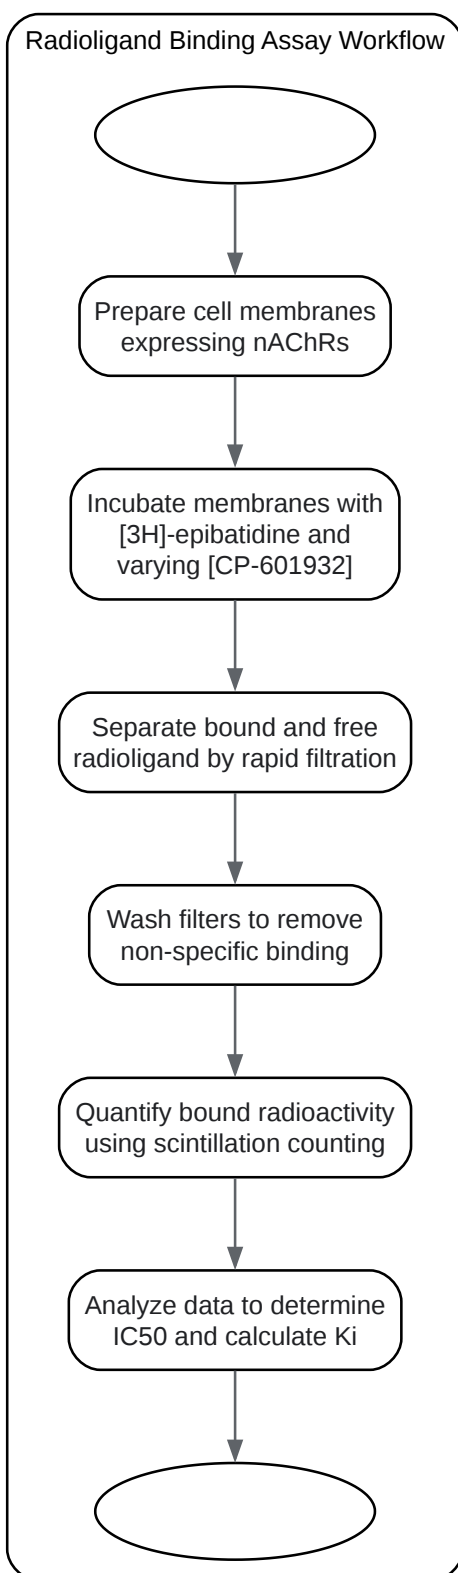 Radioligand Binding Assay Workflow
Prepare cell membranes
expressing nAChRs
Incubate membranes with
[3H]-epibatidine and
varying [CP-601932]
Separate bound and free
radioligand by rapid filtration
Wash filters to remove
non-specific binding
Quantify bound radioactivity
using scintillation counting
Analyze data to determine
IC50 and calculate Ki